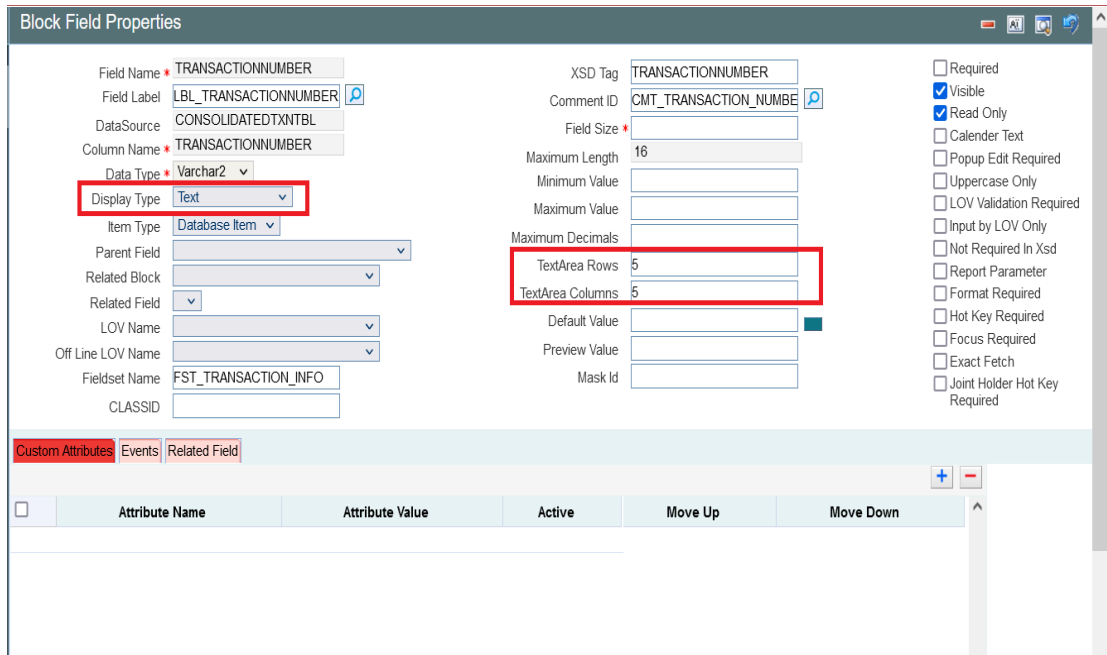 Block Field Properties
Field Name * TRANSACTIONNUMBER
Field Label LBL_TRANSACTIONNUMBER
DataSource CONSOLIDATEDTXNTBL
Column Name * TRANSACTIONNUMBER
Data Type * Varchar2
Display Type Text
Item Type Database Item
Parent Field
Related Block
Related Field
LOV Name
Off Line LOV Name
Fieldset Name FST_TRANSACTION_INFO
CLASSID
XSD Tag TRANSACTIONNUMBER
Comment ID CMT_TRANSACTION_NUMBE
Field Size *
Maximum Length 16
Minimum Value
Maximum Value
Maximum Decimals
TextArea Rows 5
TextArea Columns 5
Default Value
Preview Value
Mask Id
Required
Visible
Read Only
Calender Text
Popup Edit Required
Uppercase Only
LOV Validation Required
Input by LOV Only
Not Required In Xsd
Report Parameter
Format Required
Hot Key Required
Focus Required
Exact Fetch
Joint Holder Hot Key
Required
Custom Attributes Events Related Field
Attribute Name Attribute Value Active Move Up Move Down